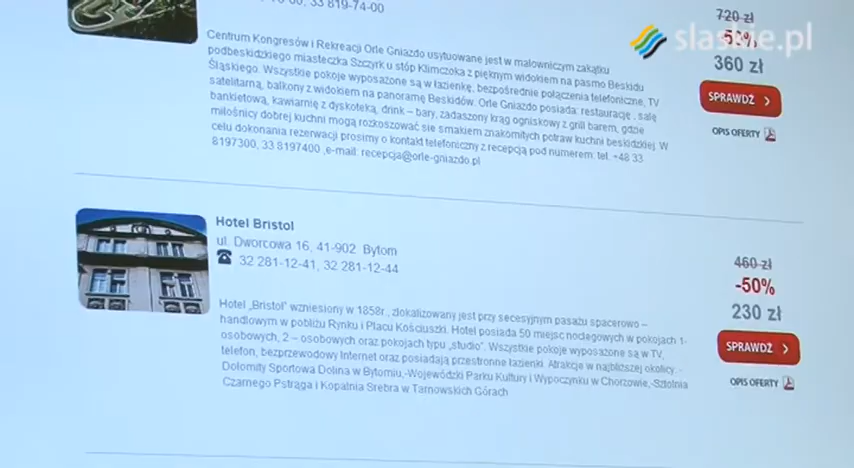 33 819-74-00
720 zł
-50%
360 zł
slaskie.pl
Centrum Kongresów i Rekreacji Orle Gniazdo usytuowane jest w malowniczym zakątku
podbeskidzkiego miasteczka Szczyrk u stóp Klimczoka z pięknym widokiem na pasmo Beskidu
Śląskiego. Wszystkie pokoje wyposażone są w łazienkę, bezpośrednie połączenia telefoniczne, TV
satelitarną, balkony z widokiem na panoramę Beskidów. Orle Gniazdo posiada: restaurację , salę
bankietową, kawiarnię z dyskoteką, drink – bary, zadaszony krąg ogniskowy z grill barem, gdzie
miłośnicy dobrej kuchni mogą rozkoszować się smakiem znakomitych potraw kuchni beskidzkiej. W
celu dokonania rezerwacji prosimy o kontakt telefoniczny z recepcją pod numerem: tel. +48 33
8197300, 33 8197400 ,e-mail: recepcja@orle-gniazdo.pl
SPRAWDŹ
OPIS OFERTY
Hotel Bristol
ul. Dworcowa 16, 41-902 Bytom
32 281-12-41, 32 281-12-44
Hotel „Bristol” wzniesiony w 1858r., zlokalizowany jest przy secesyjnym pasażu spacerowo –
handlowym w pobliżu Rynku i Placu Kościuszki. Hotel posiada 50 miejsc noclegowych w pokojach 1-
osobowych, 2 – osobowych oraz pokojach typu „studio”. Wszystkie pokoje wyposażone są w TV,
telefon, bezprzewodowy Internet oraz posiadają przestronne łazienki. Atrakcje w najbliższej okolicy: -
Dolomity Sportowa Dolina w Bytomiu,-Wojewódzki Parku Kultury i Wypoczynku w Chorzowie,-Sztolnia
Czarnego Pstrąga i Kopalnia Srebra w Tarnowskich Górach
460 zł
-50%
230 zł
SPRAWDŹ
OPIS OFERTY